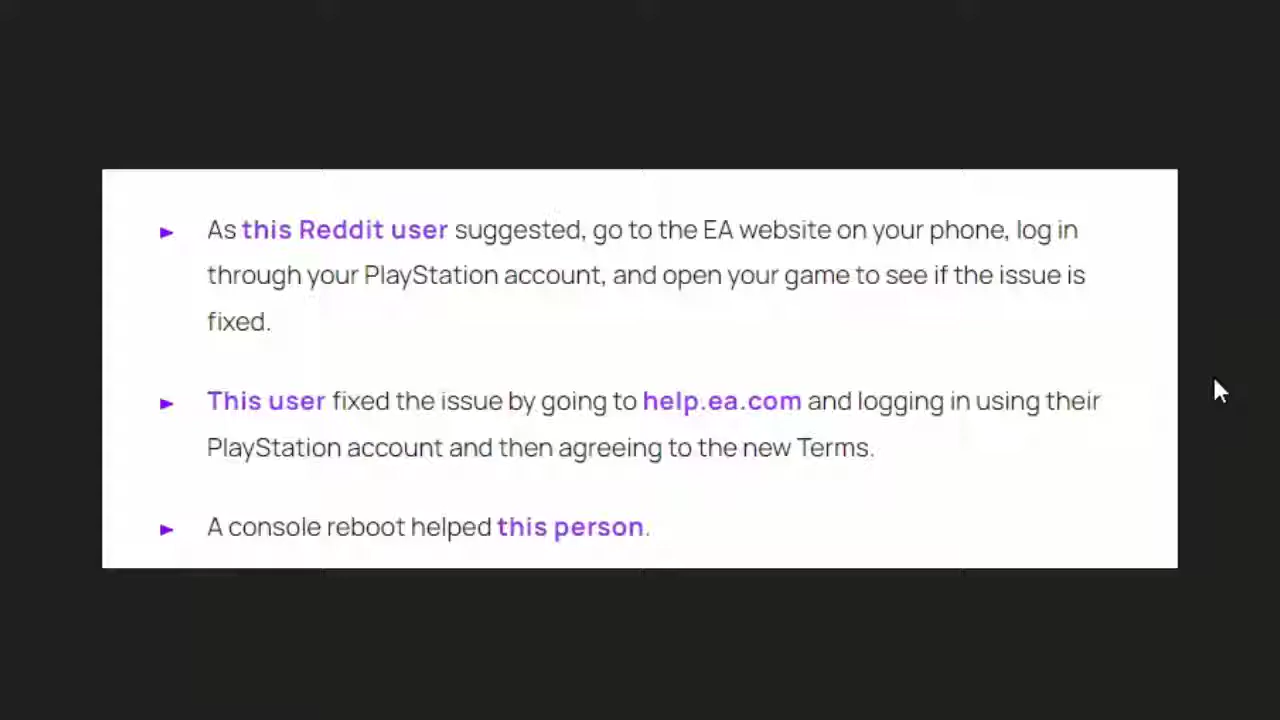 ► As this Reddit user suggested, go to the EA website on your phone, log in
through your PlayStation account, and open your game to see if the issue is
fixed.
► This user fixed the issue by going to help.ea.com and logging in using their
PlayStation account and then agreeing to the new Terms.
► A console reboot helped this person.